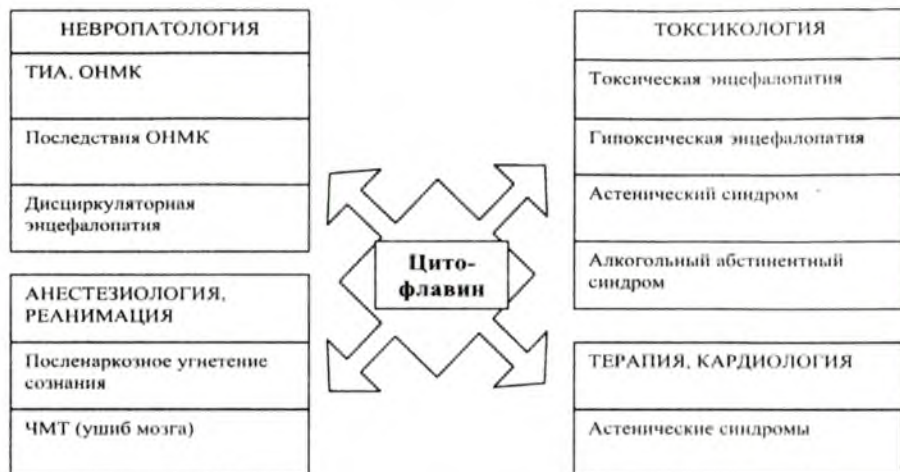 НЕВРОПАТОЛОГИЯ
ТИА, ОНМК
Последствия ОНМК
Дисциркуляторная
энцефалопатия
АНЕСТЕЗИОЛОГИЯ,
РЕАНИМАЦИЯ
Посленаркозное угнетение
сознания
ЧМТ (ушиб мозга)
Цито-
флавин
ТОКСИКОЛОГИЯ
Токсическая энцефалопатия
Гипоксическая энцефалопатия
Астенический синдром
Алкогольный абстинентный
синдром
ТЕРАПИЯ, КАРДИОЛОГИЯ
Астенические синдромы